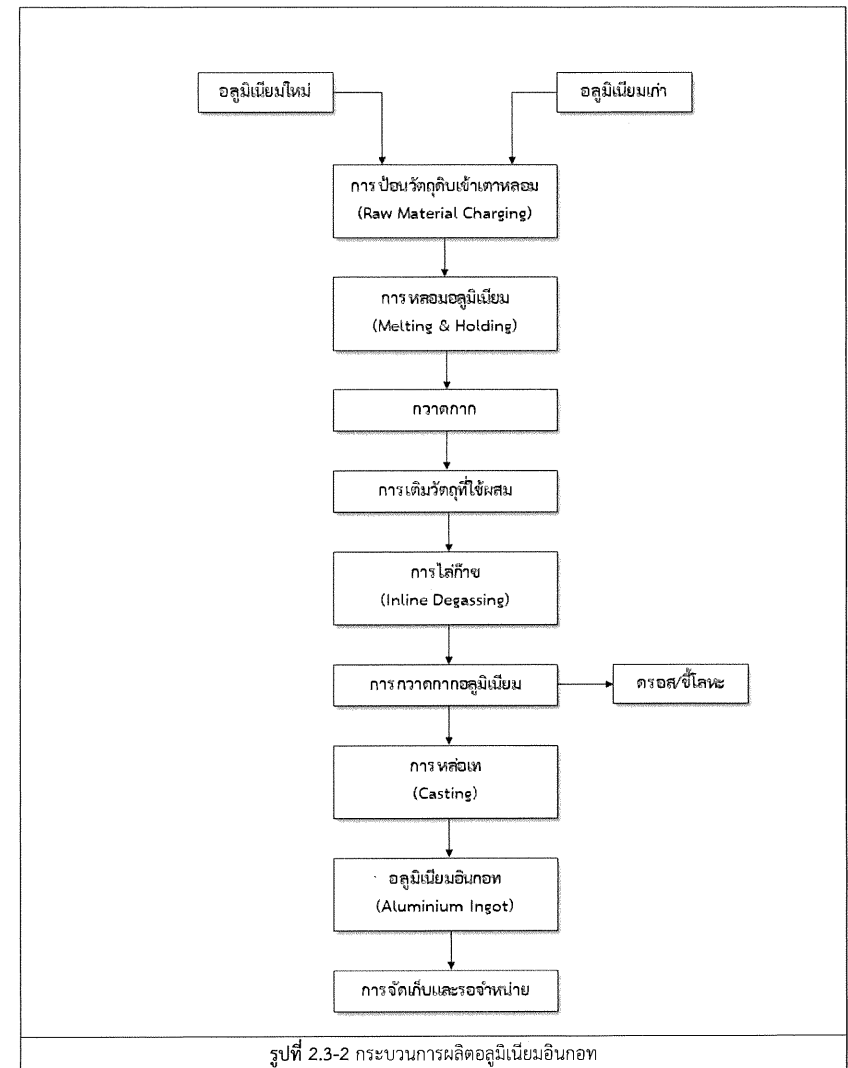 อลูมิเนียมใหม่
อลูมิเนียมเก่า
การป้อนวัตถุดิบเข้าเตาหลอม
(Raw Material Charging)
การหลอมอลูมิเนียม
(Melting & Holding)
กวาดกาก
การเติมวัตถุที่ใช้ผสม
การไล่ก๊าซ
(Inline Degassing)
การกวาดกากอลูมิเนียม
ดรอส/ขี้โลหะ
การหล่อเท
(Casting)
อลูมิเนียมอินกอท
(Aluminium Ingot)
การจัดเก็บและรอจำหน่าย
รูปที่ 2.3-2 กระบวนการผลิตอลูมิเนียมอินกอท